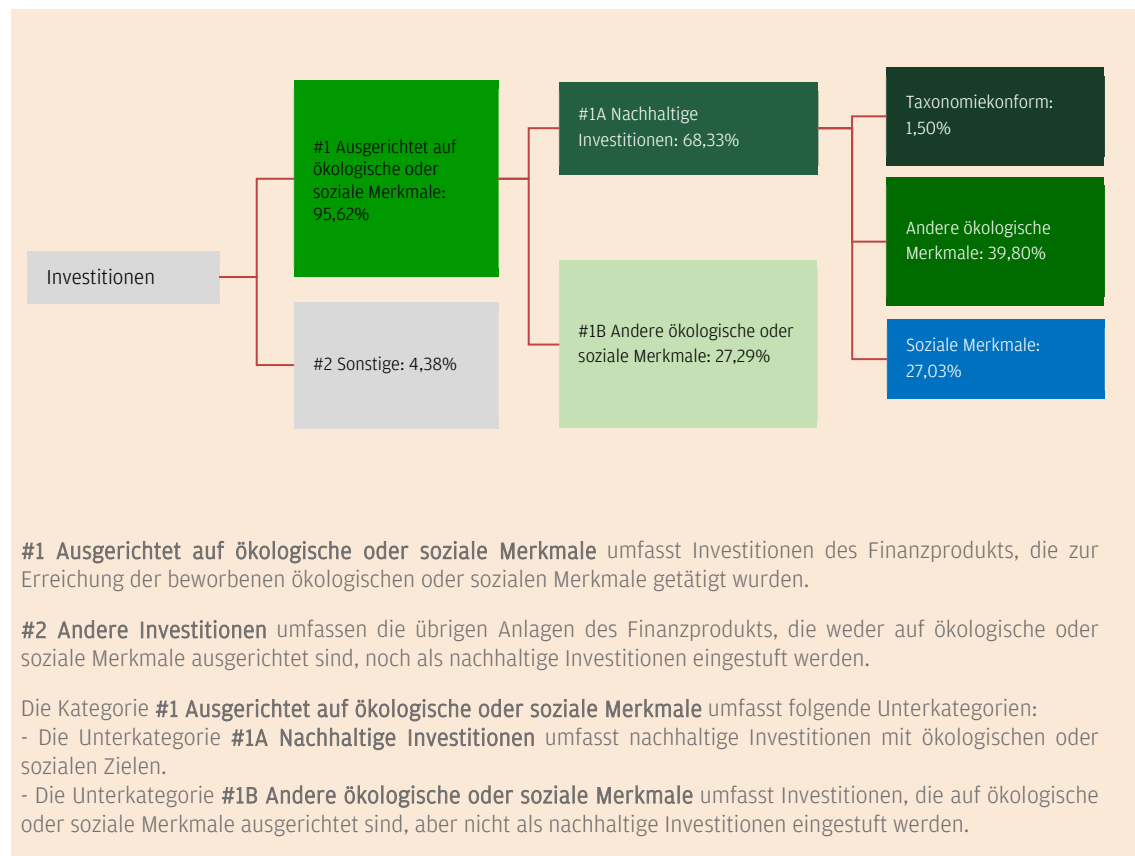 Investitionen
#1 Ausgerichtet auf
ökologische oder
soziale Merkmale:
95,62%
#2 Sonstige: 4,38%
#1A Nachhaltige
Investitionen: 68,33%
#1B Andere ökologische oder
soziale Merkmale: 27,29%
Taxonomiekonform:
1,50%
Andere ökologische
Merkmale: 39,80%
Soziale Merkmale:
27,03%
#1 Ausgerichtet auf ökologische oder soziale Merkmale umfasst Investitionen des Finanzprodukts, die zur
Erreichung der beworbenen ökologischen oder sozialen Merkmale getätigt wurden.
#2 Andere Investitionen umfassen die übrigen Anlagen des Finanzprodukts, die weder auf ökologische oder
soziale Merkmale ausgerichtet sind, noch als nachhaltige Investitionen eingestuft werden.
Die Kategorie #1 Ausgerichtet auf ökologische oder soziale Merkmale umfasst folgende Unterkategorien:
- Die Unterkategorie #1A Nachhaltige Investitionen umfasst nachhaltige Investitionen mit ökologischen oder
sozialen Zielen.
- Die Unterkategorie #1B Andere ökologische oder soziale Merkmale umfasst Investitionen, die auf ökologische
oder soziale Merkmale ausgerichtet sind, aber nicht als nachhaltige Investitionen eingestuft werden.